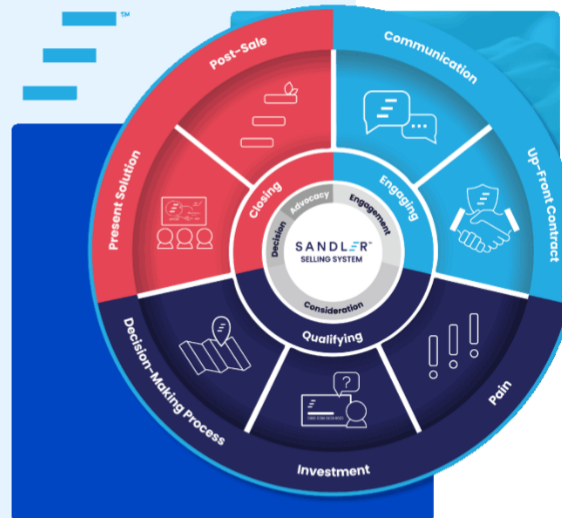 SM
Post-Sale
Communication
Up-Front Contract
Pain
Investment
Decision-Making Process
Present Solution
Closing
Engaging
Qualifying
Advocacy
Engagement
Consideration
Decision
SANDLER
SELLING SYSTEM
?